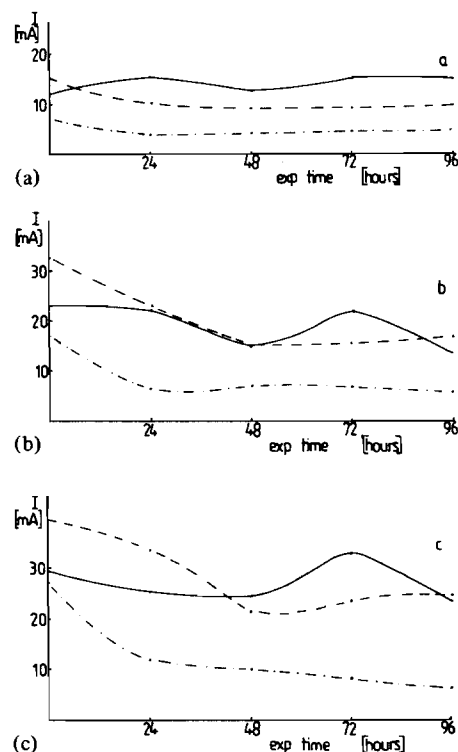 I
[mA]
20
10
a
24 48 72 96
(a) exp time [hours]
I
[mA]
30
20
10
b
24 48 72 96
(b) exp time [hours]
I
[mA]
30
20
10
c
24 48 72 96
(c) exp time [hours]